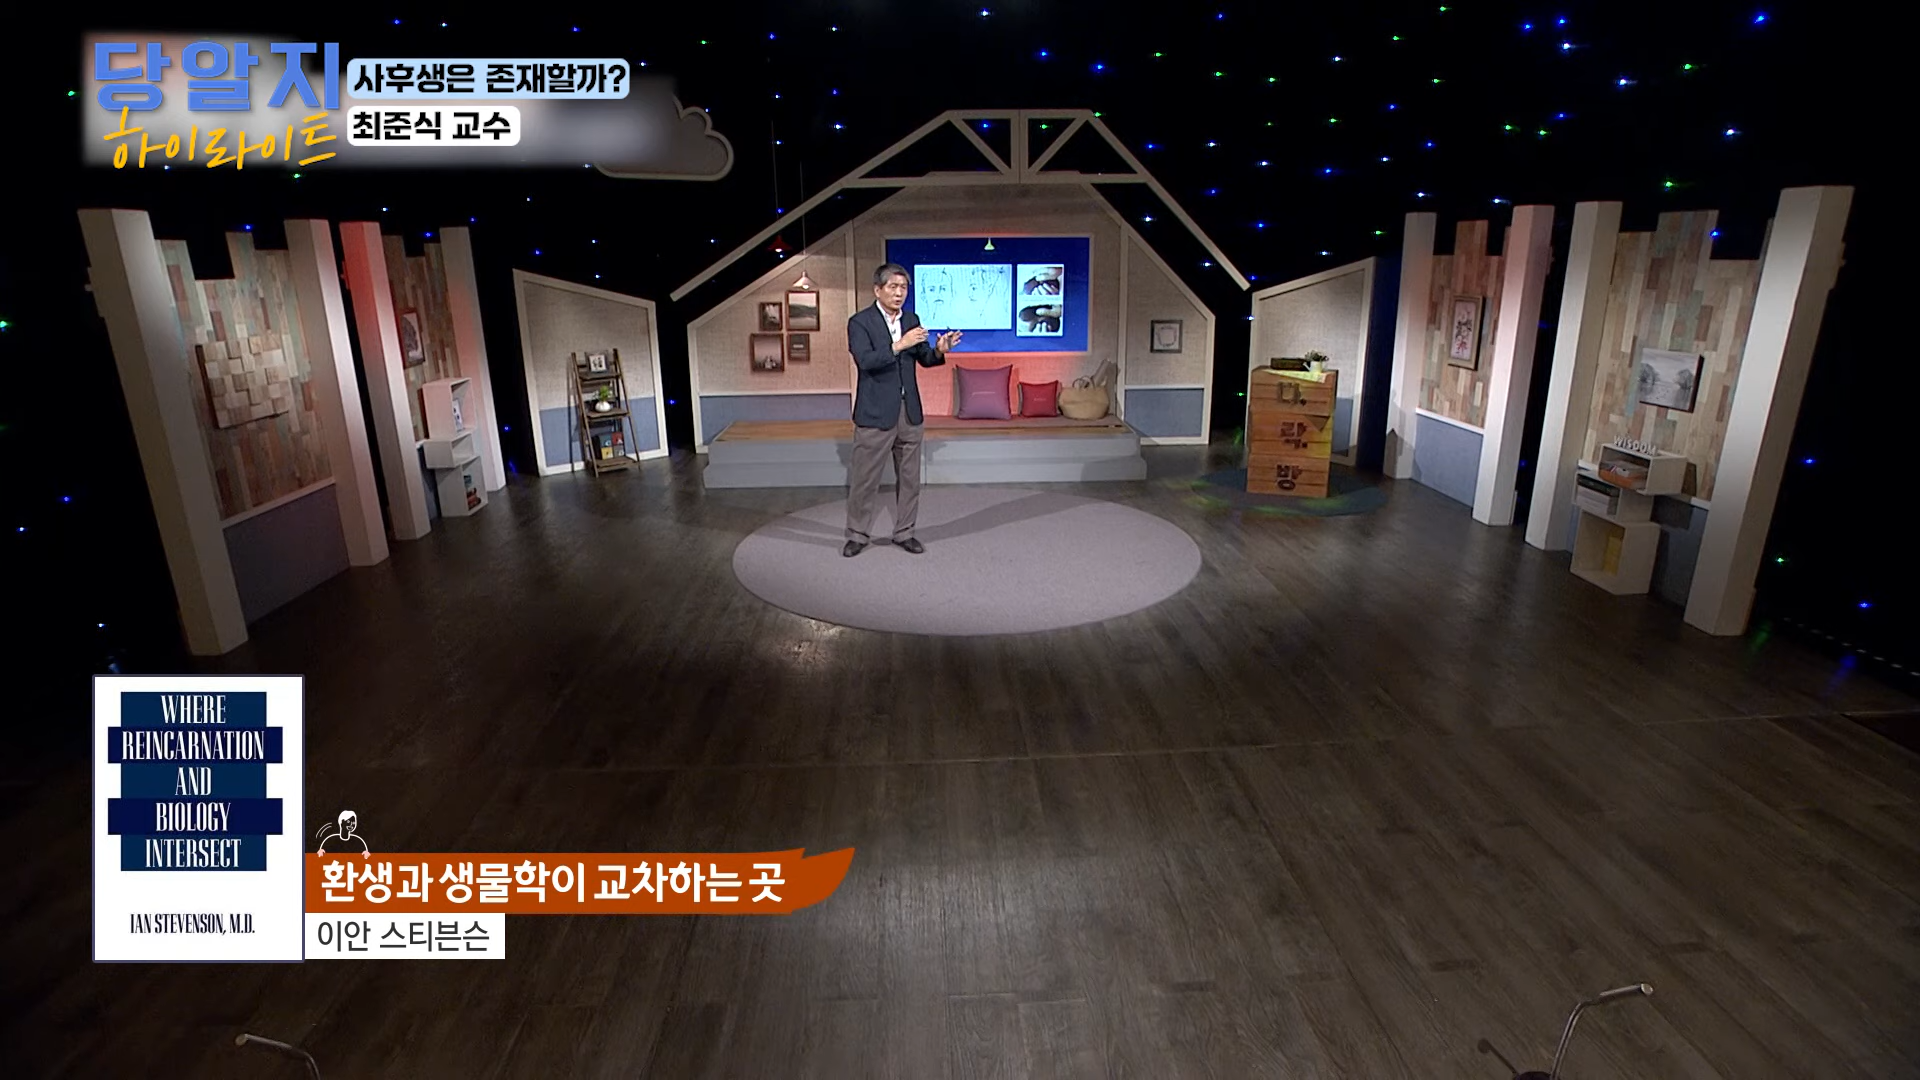 당알지
하이라이트
사후생은 존재할까?
최준식 교수
다.
락.
방
wisdom
WHERE
REINCARNATION
AND
BIOLOGY
INTERSECT
IAN STEVENSON, M.D.
환생과 생물학이 교차하는 곳
이안 스티븐슨